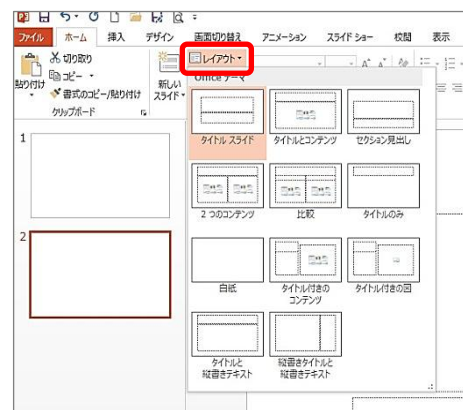 ファイル ホーム 挿入 デザイン 画面切り替え アニメーション スライド ショー 校閲 表示
貼り付け
切り取り
コピー
書式のコピー/貼り付け
クリップボード
新しい
スライド
レイアウト
Office テーマ
タイトル スライド
タイトルとコンテンツ
セクション見出し
2 つのコンテンツ
比較
タイトルのみ
白紙
タイトル付きの
コンテンツ
タイトル付きの図
タイトルと
縦書きテキスト
縦書きタイトルと
縦書きテキスト
1
2